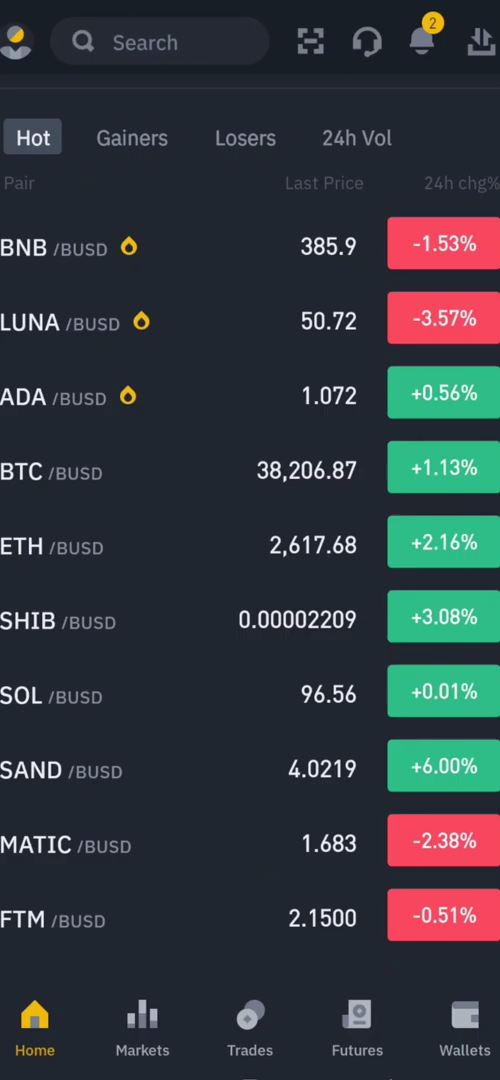 Search
2
Hot Gainers Losers 24h Vol
Pair Last Price 24h chg%
BNB /BUSD 385.9 -1.53%
LUNA /BUSD 50.72 -3.57%
ADA /BUSD 1.072 +0.56%
BTC /BUSD 38,206.87 +1.13%
ETH /BUSD 2,617.68 +2.16%
SHIB /BUSD 0.00002209 +3.08%
SOL /BUSD 96.56 +0.01%
SAND /BUSD 4.0219 +6.00%
MATIC /BUSD 1.683 -2.38%
FTM /BUSD 2.1500 -0.51%
Home Markets Trades Futures Wallets